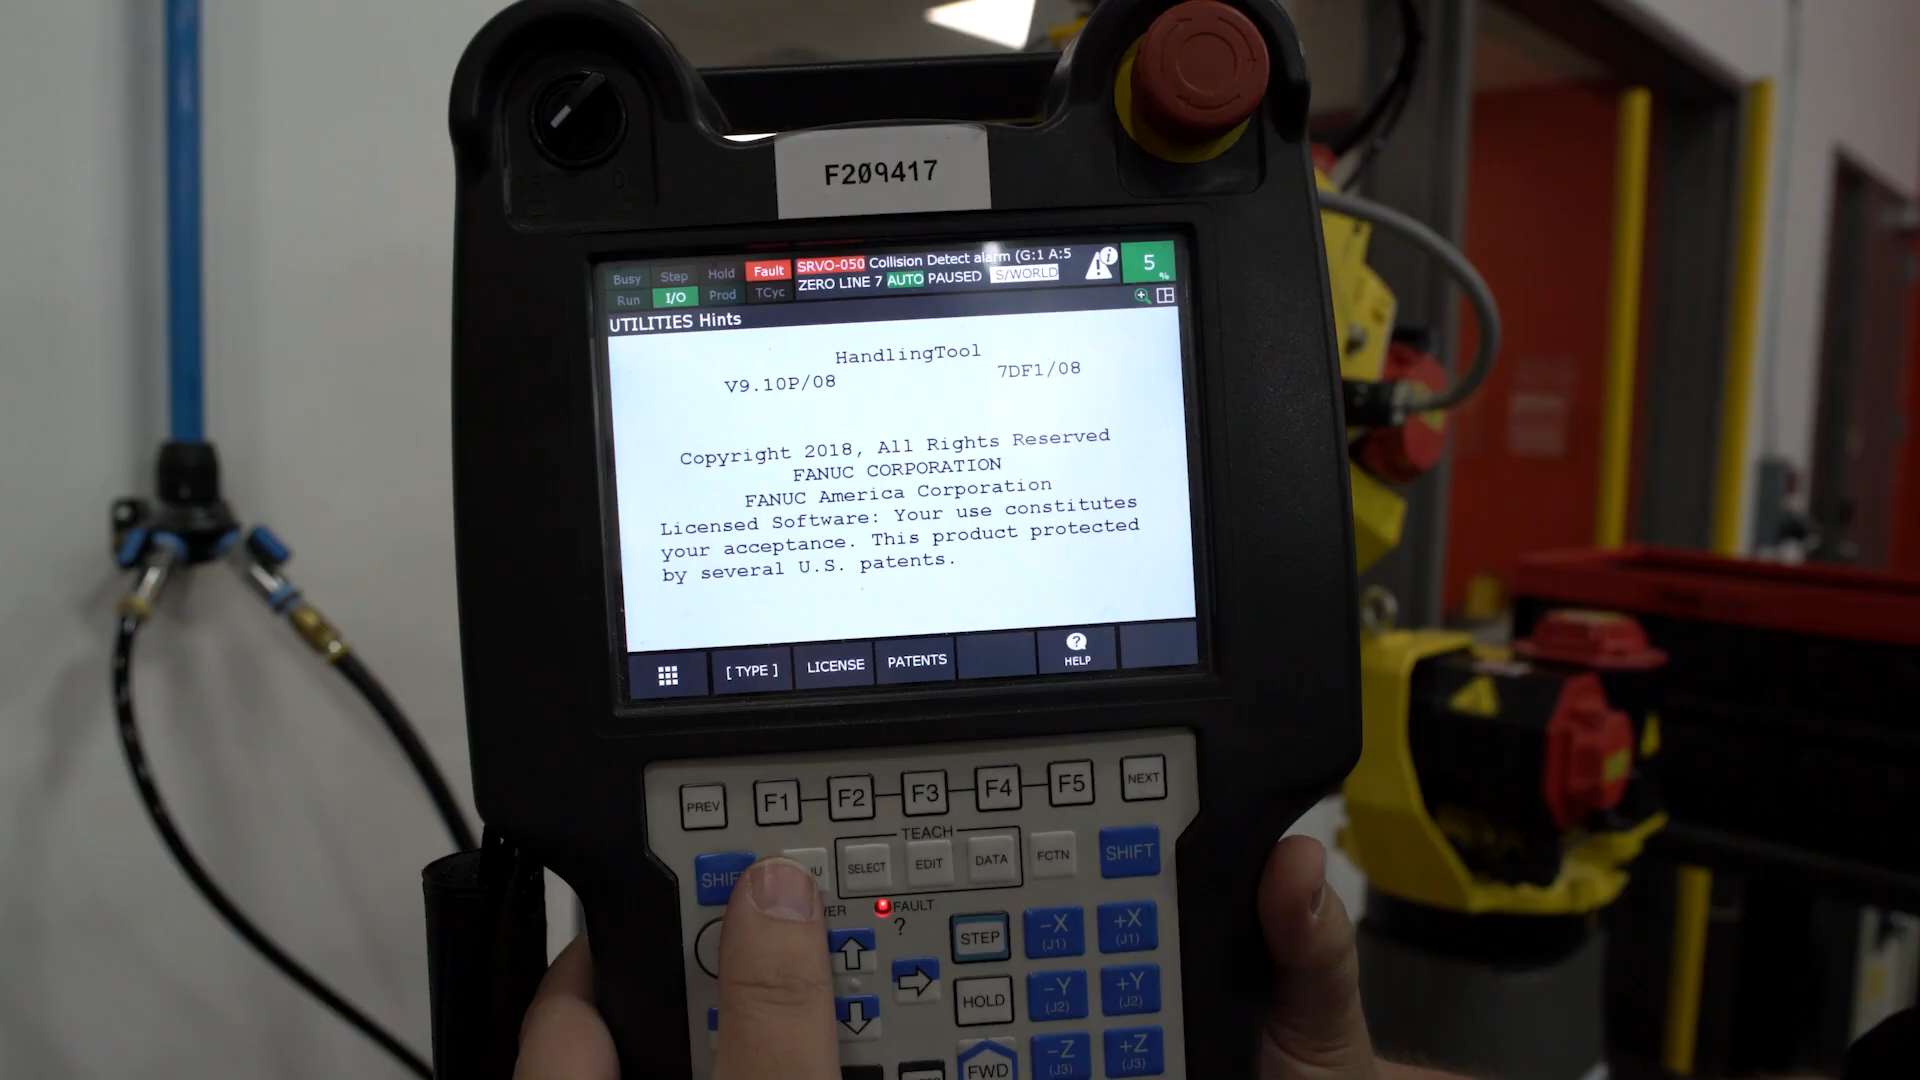 F209417
Busy Step Hold Fault SRVO-050 Collision Detect alarm (G:1 A:5
Run I/O Prod TCyc ZERO LINE 7 AUTO PAUSED S/WORLD
5 %
UTILITIES Hints
HandlingTool
V9.10P/08 7DF1/08
Copyright 2018, All Rights Reserved
FANUC CORPORATION
FANUC America Corporation
Licensed Software: Your use constitutes
your acceptance. This product protected
by several U.S. patents.
[ TYPE ] LICENSE PATENTS ? HELP
PREV F1 F2 F3 F4 F5 NEXT
TEACH
SELECT EDIT DATA FCTN SHIFT
FAULT
?
STEP -X (J1) +X (J1)
HOLD -Y (J2) +Y (J2)
FWD -Z (J3) +Z (J3)